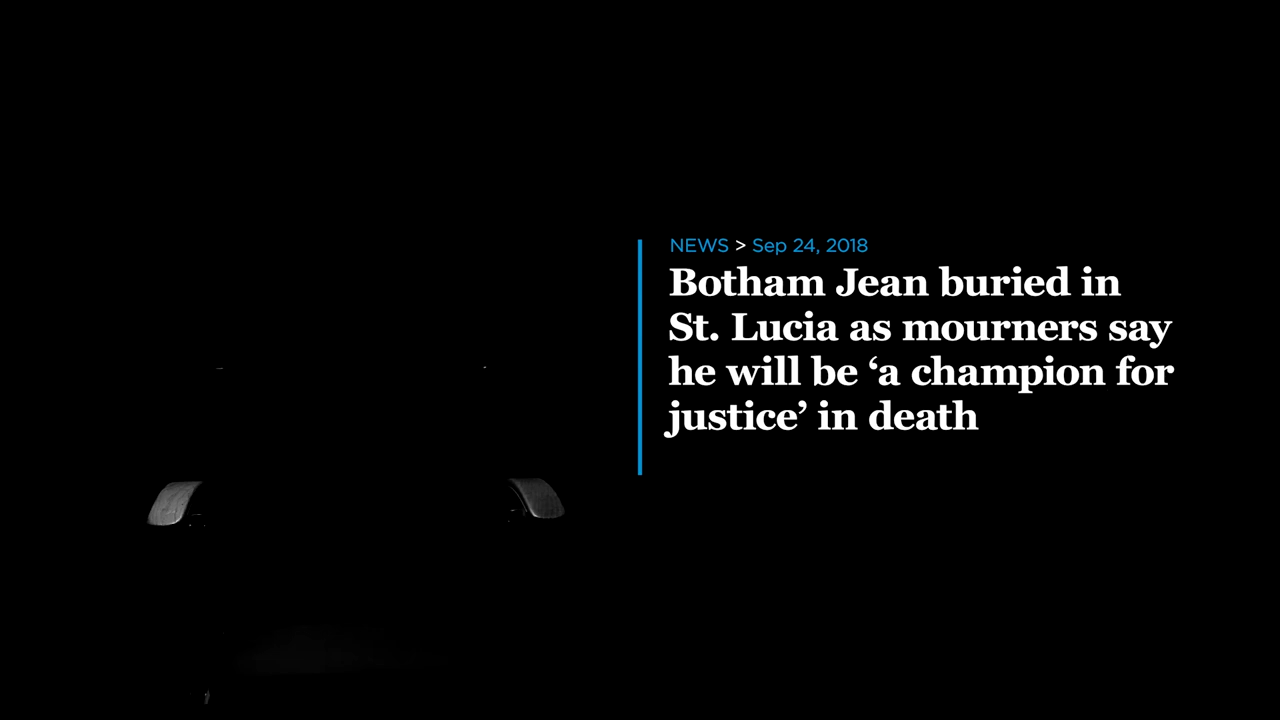 NEWS > Sep 24, 2018
Botham Jean buried in
St. Lucia as mourners say
he will be ‘a champion for
justice’ in death